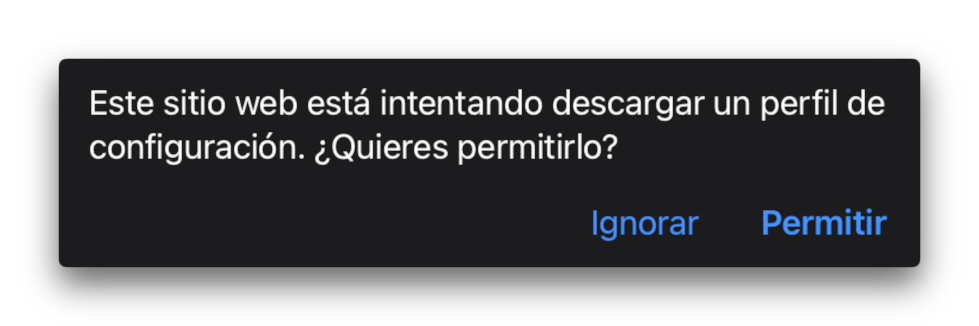 Este sitio web está intentando descargar un perfil de
configuración. ¿Quieres permitirlo?
Ignorar Permitir